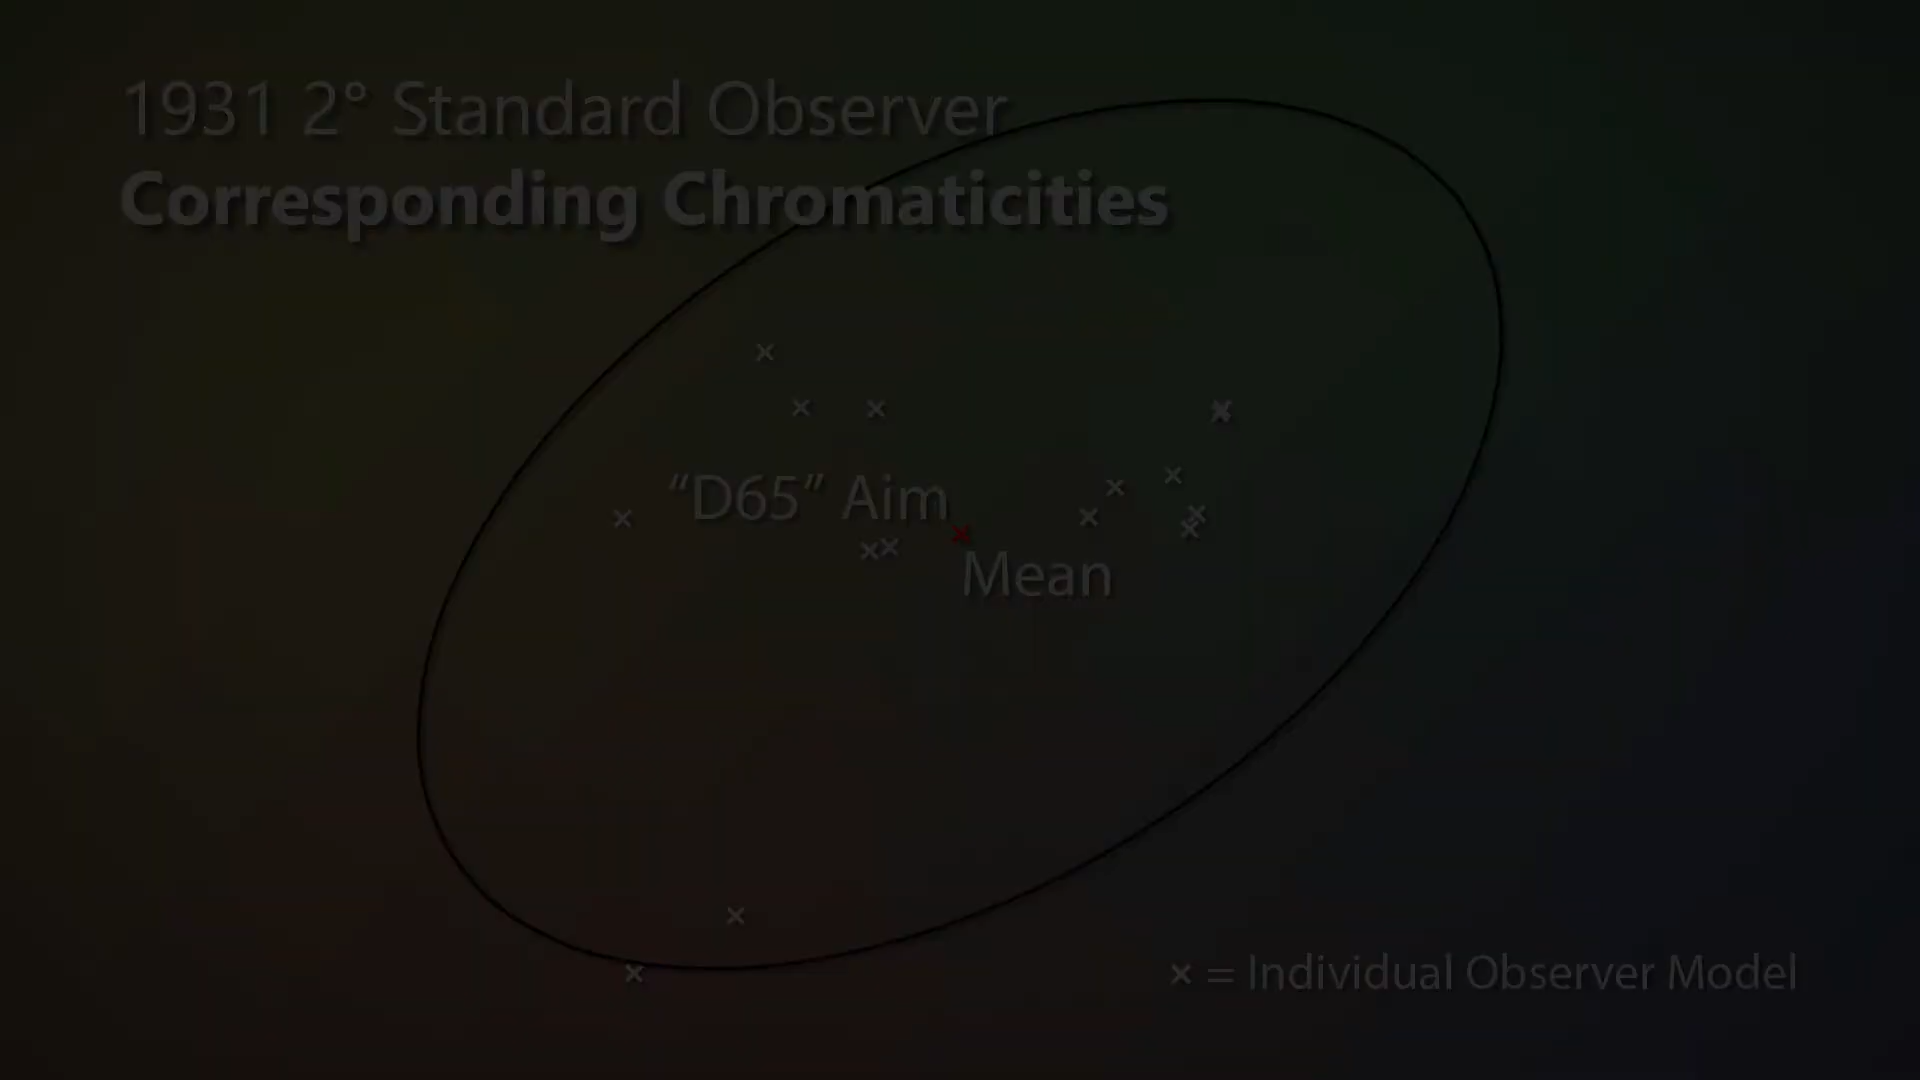 1931 2° Standard Observer
Corresponding Chromaticities
“D65” Aim
Mean
× = Individual Observer Model